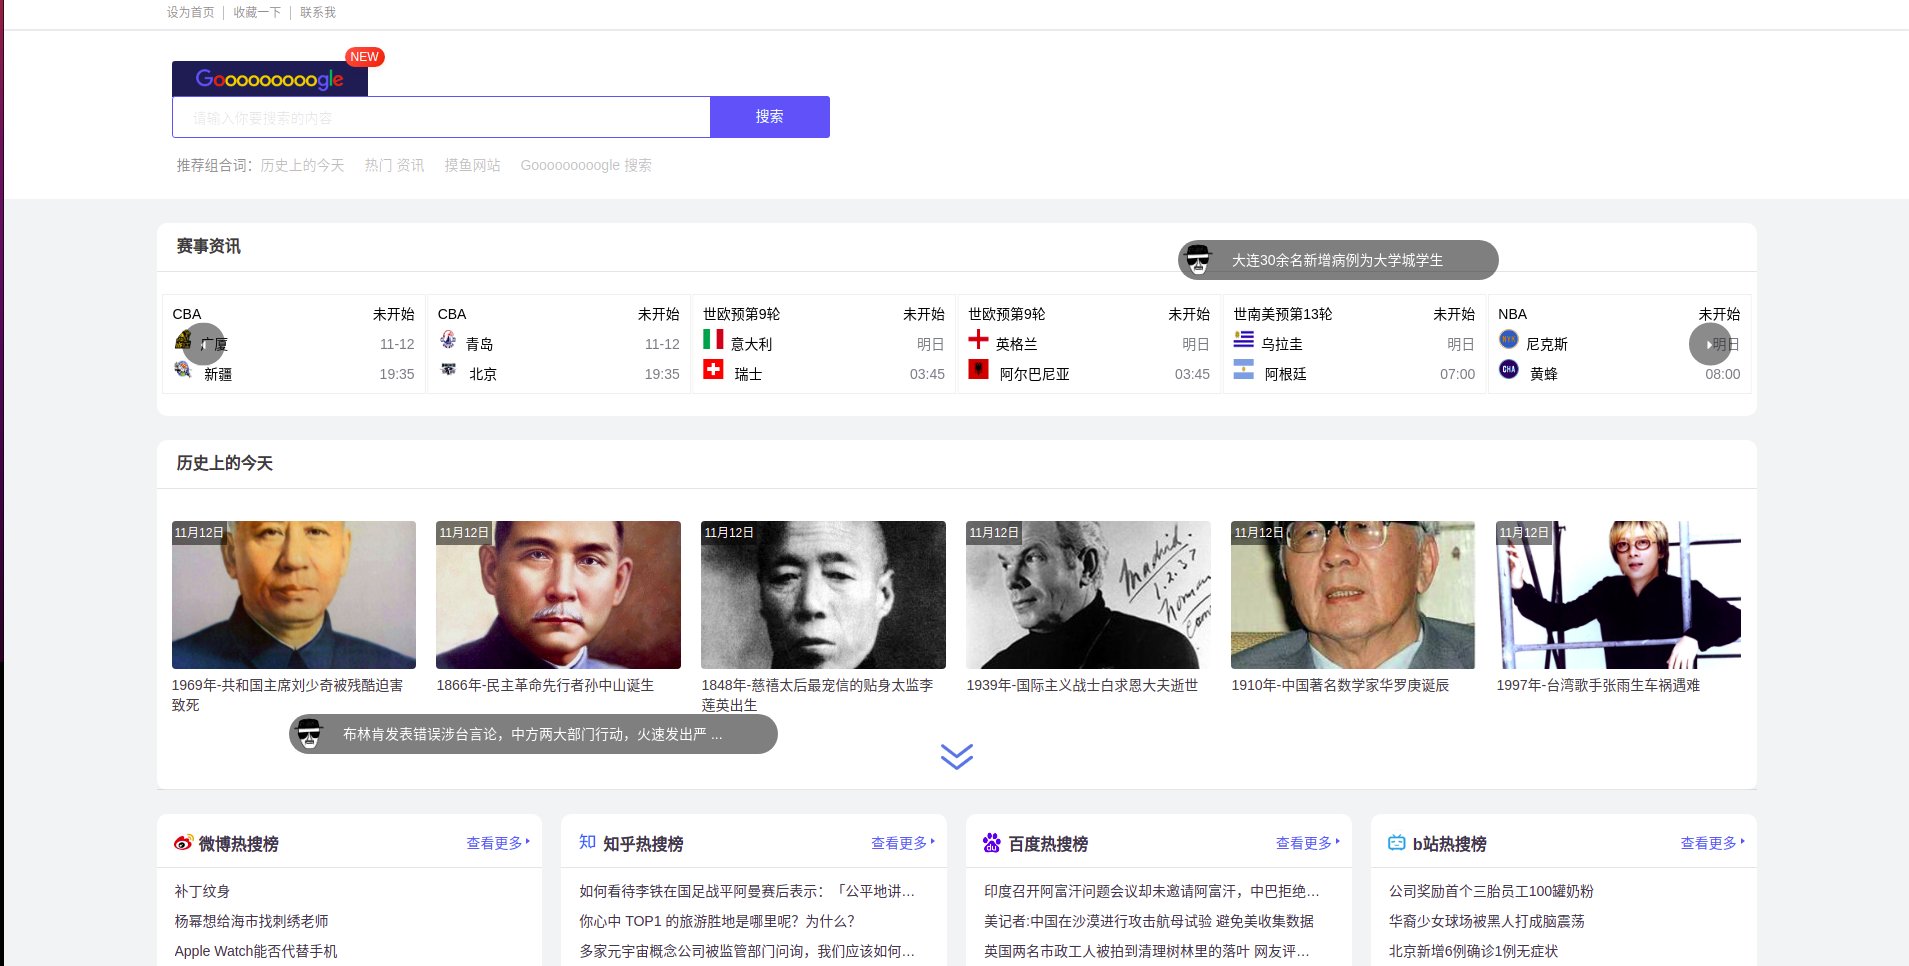 设为首页 收藏一下 联系我
NEW
Gooooooooogle
请输入你要搜索的内容 搜索
推荐组合词：历史上的今天 热门 资讯 摸鱼网站 Gooooooooogle 搜索
赛事资讯
大连30余名新增病例为大学城学生
CBA 未开始
广厦 11-12
新疆 19:35
CBA 未开始
青岛 11-12
北京 19:35
世欧预第9轮 未开始
意大利 明日
瑞士 03:45
世欧预第9轮 未开始
英格兰 明日
阿尔巴尼亚 03:45
世南美预第13轮 未开始
乌拉圭 明日
阿根廷 07:00
NBA 未开始
NYK 尼克斯 明日
CHA 黄蜂 08:00
历史上的今天
11月12日
1969年-共和国主席刘少奇被残酷迫害
致死
11月12日
1866年-民主革命先行者孙中山诞生
11月12日
1848年-慈禧太后最宠信的贴身太监李
莲英出生
11月12日
Madrid.
1.2.37
Norman
1939年-国际主义战士白求恩大夫逝世
11月12日
1910年-中国著名数学家华罗庚诞辰
11月12日
1997年-台湾歌手张雨生车祸遇难
布林肯发表错误涉台言论，中方两大部门行动，火速发出严 ...
微博热搜榜 查看更多
补丁纹身
杨幂想给海市找刺绣老师
Apple Watch能否代替手机
知 知乎热搜榜 查看更多
如何看待李铁在国足战平阿曼赛后表示：「公平地讲…
你心中 TOP1 的旅游胜地是哪里呢？为什么？
多家元宇宙概念公司被监管部门问询，我们应该如何…
du 百度热搜榜 查看更多
印度召开阿富汗问题会议却未邀请阿富汗，中巴拒绝…
美记者:中国在沙漠进行攻击航母试验 避免美收集数据
英国两名市政工人被拍到清理树林里的落叶 网友评…
b站热搜榜 查看更多
公司奖励首个三胎员工100罐奶粉
华裔少女球场被黑人打成脑震荡
北京新增6例确诊1例无症状